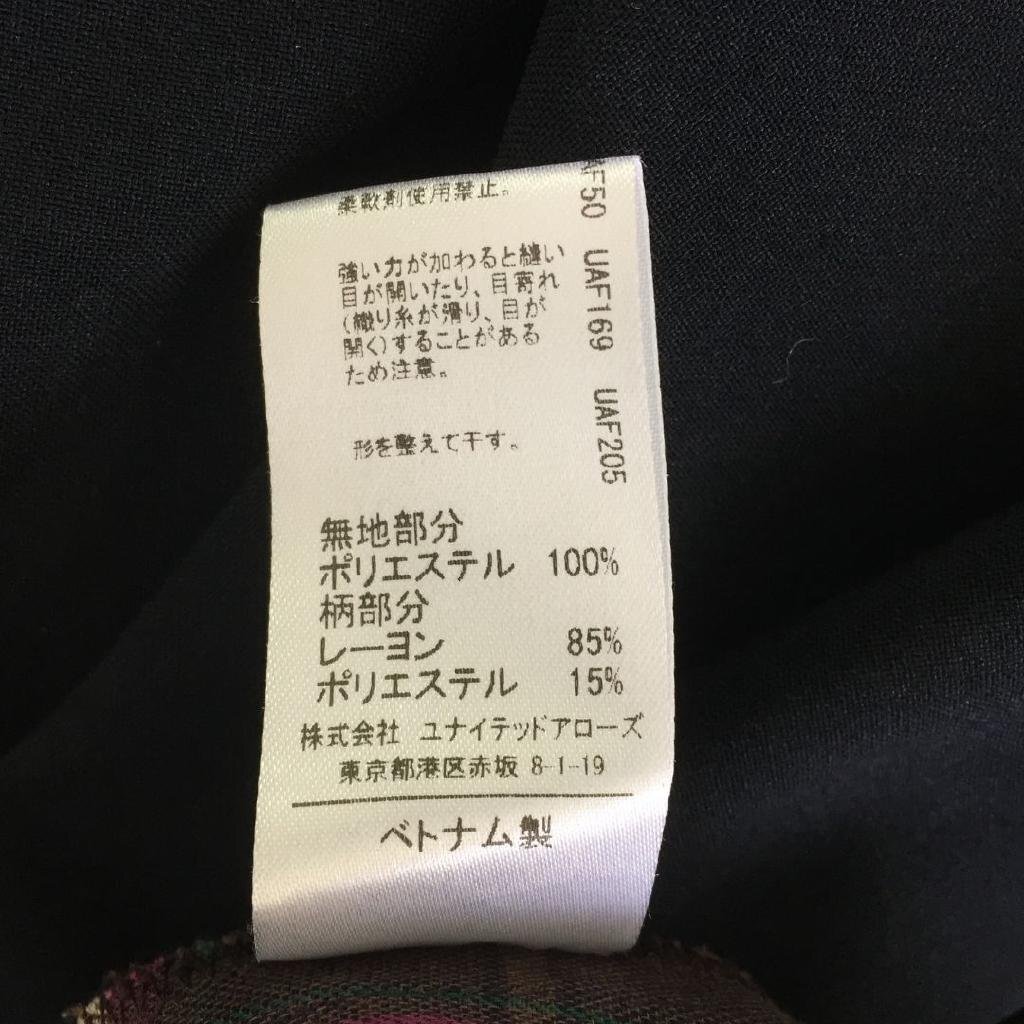 柔軟剤使用禁止。
強い力が加わると縫い
目が開いたり、目寄れ
(織り糸が滑り、目が
開く)することがある
ため注意。
形を整えて干す。
無地部分
ポリエステル 100%
柄部分
レーヨン 85%
ポリエステル 15%
株式会社 ユナイテッドアローズ
東京都港区赤坂 8-1-19
ベトナム製
AF50 UAF169 UAF205